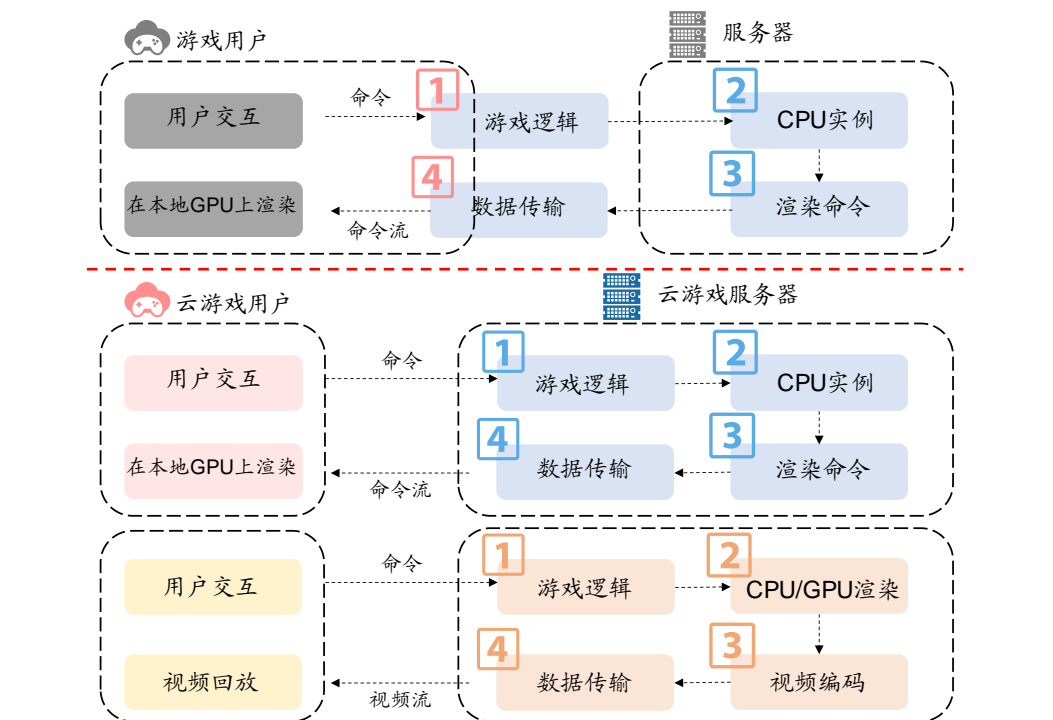 游戏用户
服务器
用户交互
命令
1
游戏逻辑
2
CPU实例
在本地GPU上渲染
命令流
4
数据传输
3
渲染命令
云游戏用户
云游戏服务器
用户交互
命令
1
游戏逻辑
2
CPU实例
在本地GPU上渲染
命令流
4
数据传输
3
渲染命令
用户交互
命令
1
游戏逻辑
2
CPU/GPU渲染
视频回放
视频流
4
数据传输
3
视频编码